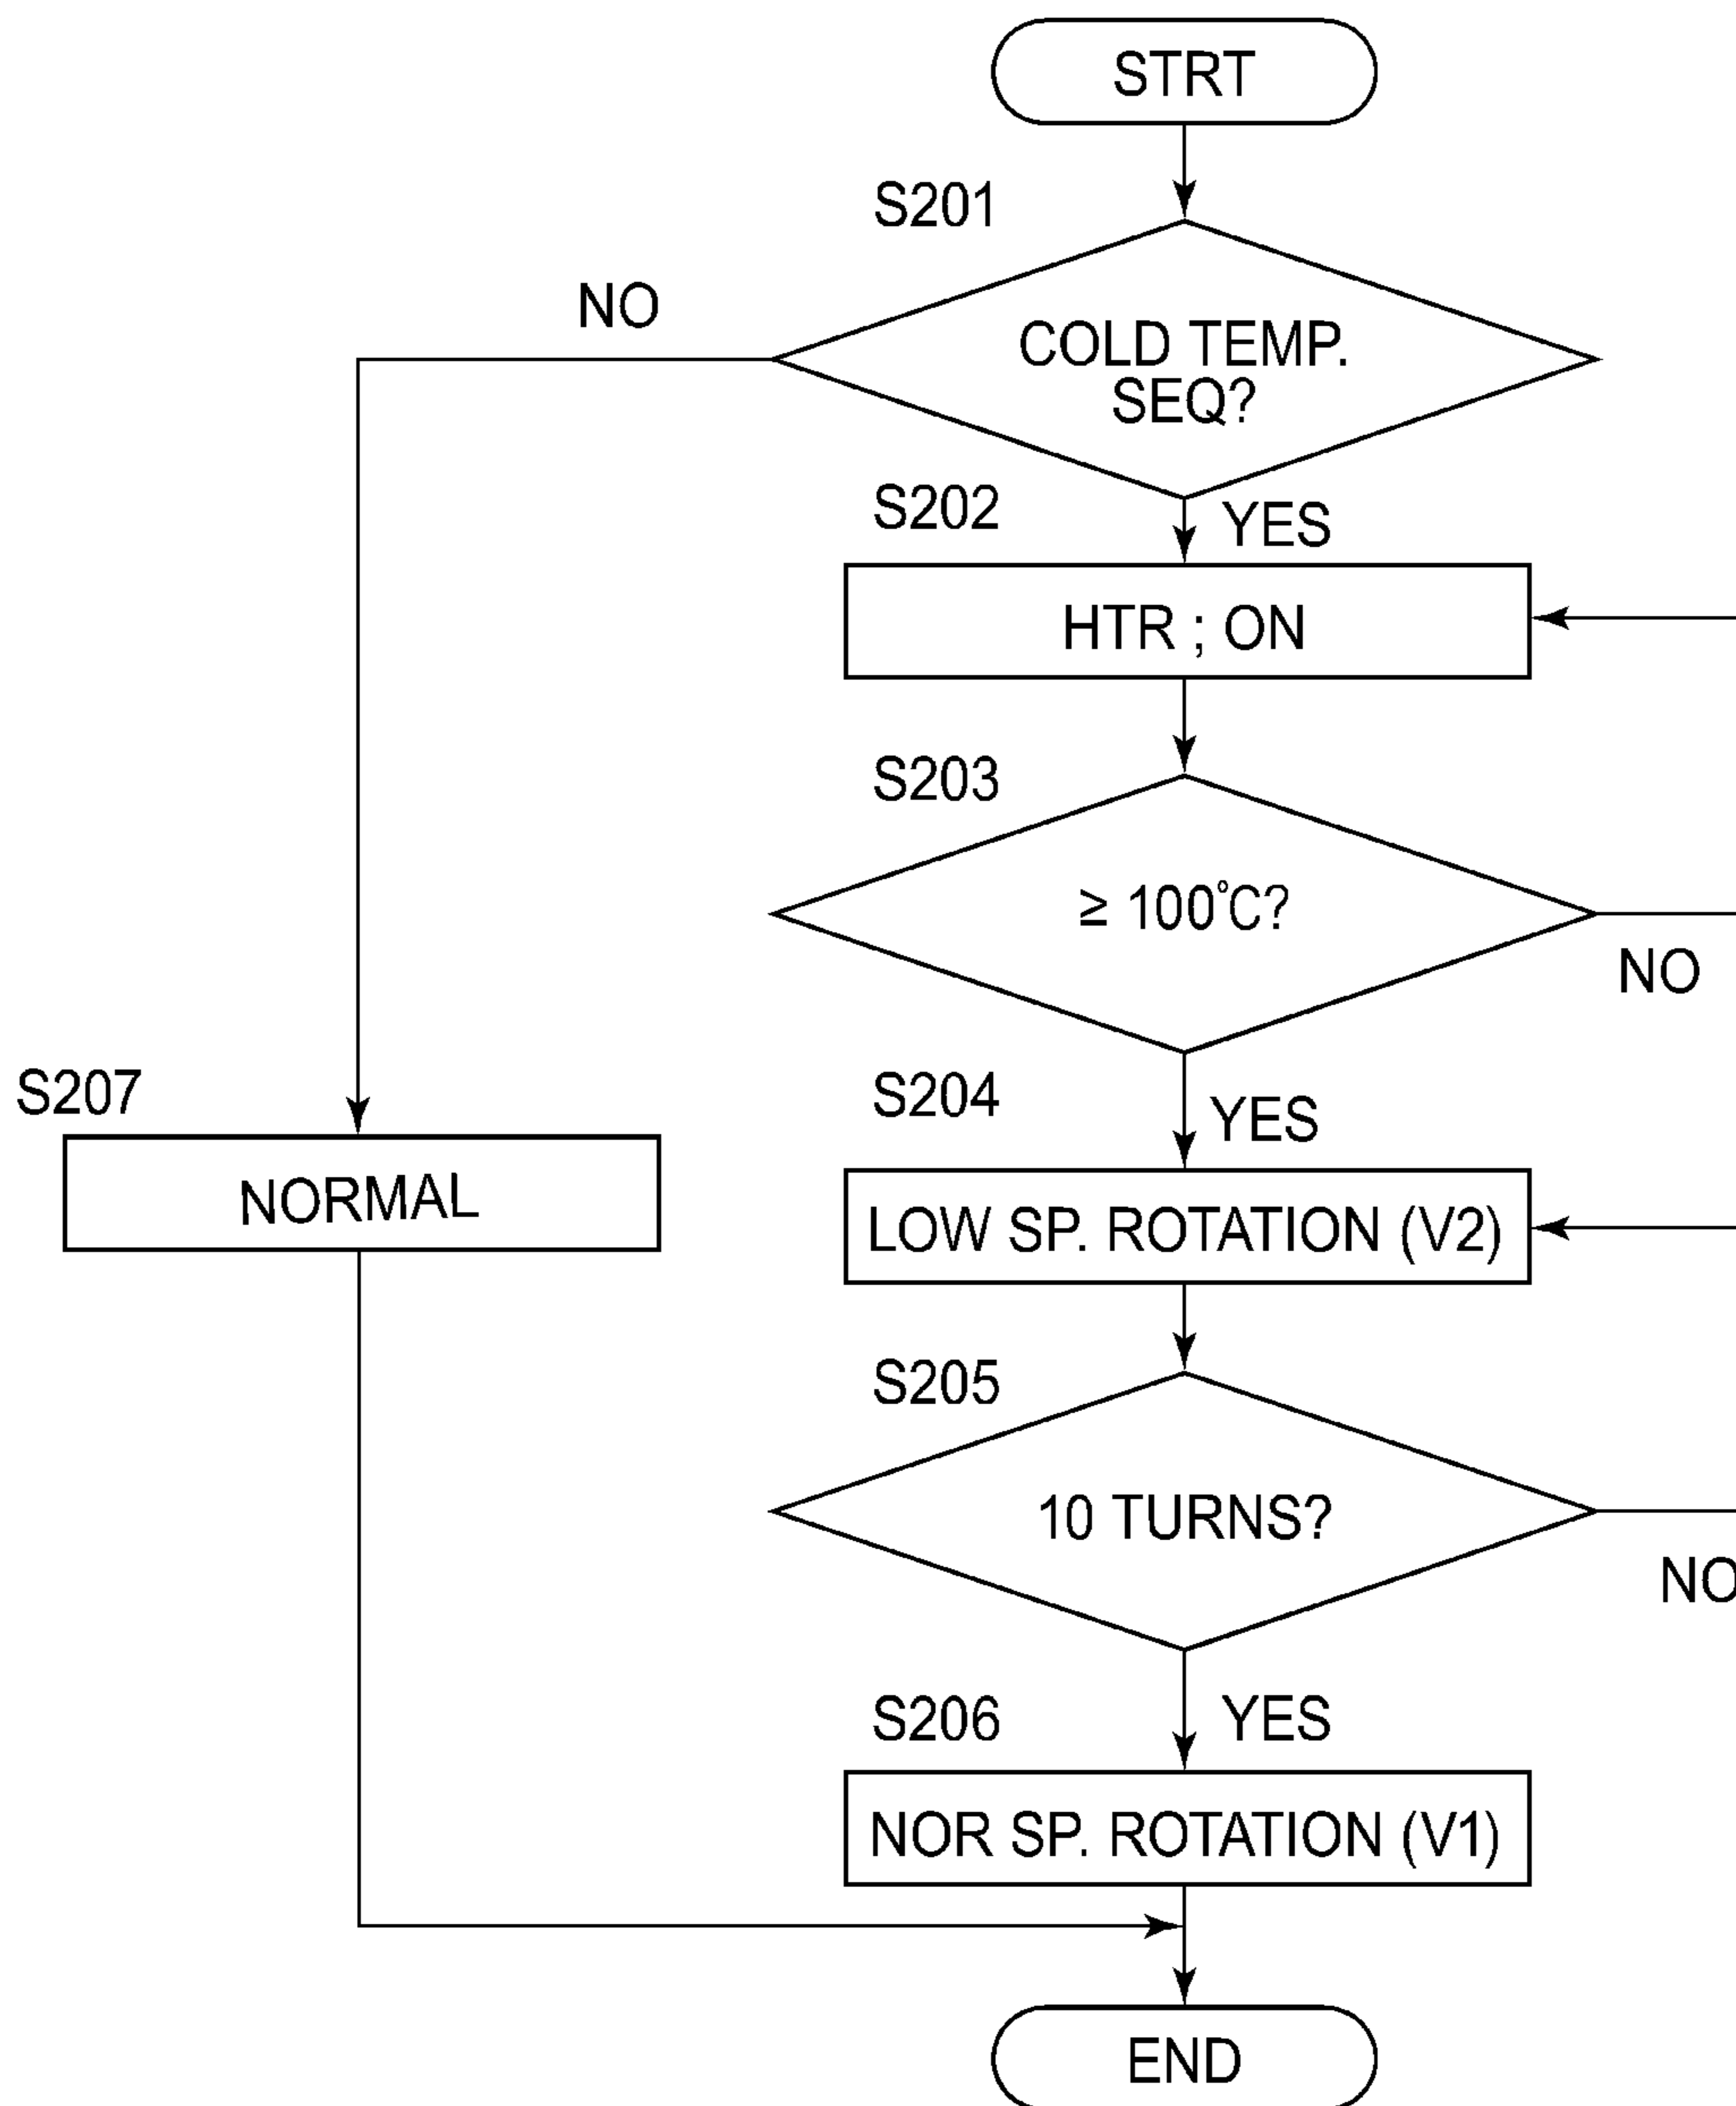 STRT
S201
NO
COLD TEMP.
SEQ?
S202
YES
HTR ; ON
S203
≥ 100°C?
NO
S207
S204
YES
NORMAL
LOW SP. ROTATION (V2)
S205
10 TURNS?
NO
S206
YES
NOR SP. ROTATION (V1)
END